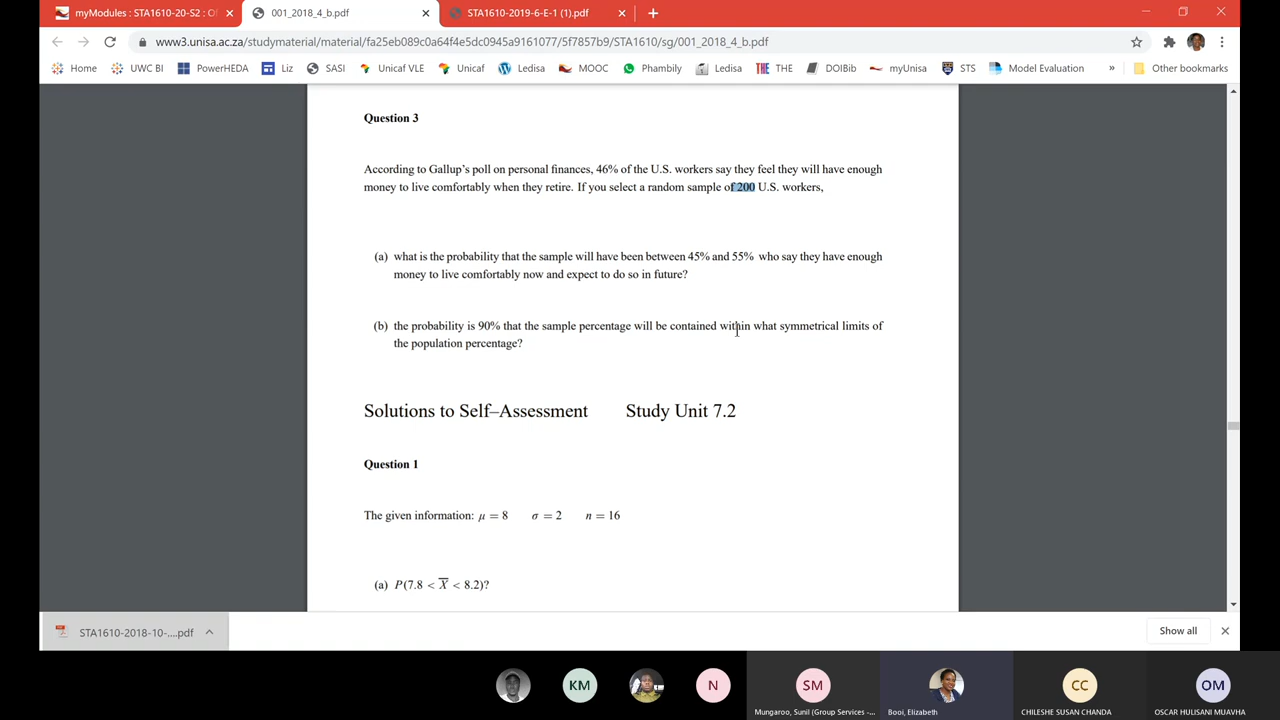 myModules : STA1610-20-S2 : Of
001_2018_4_b.pdf
STA1610-2019-6-E-1 (1).pdf
www3.unisa.ac.za/studymaterial/material/fa25eb089c0a64f4e5dc0945a9161077/5f7857b9/STA1610/sg/001_2018_4_b.pdf
Home UWC BI PowerHEDA Liz SASI Unicaf VLE Unicaf Ledisa MOOC Phambily Ledisa THE THE DOIBib myUnisa STS Model Evaluation » Other bookmarks
Question 3
According to Gallup's poll on personal finances, 46% of the U.S. workers say they feel they will have enough
money to live comfortably when they retire. If you select a random sample of 200 U.S. workers,
(a) what is the probability that the sample will have been between 45% and 55% who say they have enough
money to live comfortably now and expect to do so in future?
(b) the probability is 90% that the sample percentage will be contained within what symmetrical limits of
the population percentage?
Solutions to Self–Assessment Study Unit 7.2
Question 1
The given information: μ = 8 σ = 2 n = 16
(a) P(7.8 < X̅ < 8.2)?
STA1610-2018-10-....pdf
Show all
KM N SM CC OM
Mungaroo, Sunil (Group Services -... Booi, Elizabeth CHILESHE SUSAN CHANDA OSCAR HULISANI MUAVHA